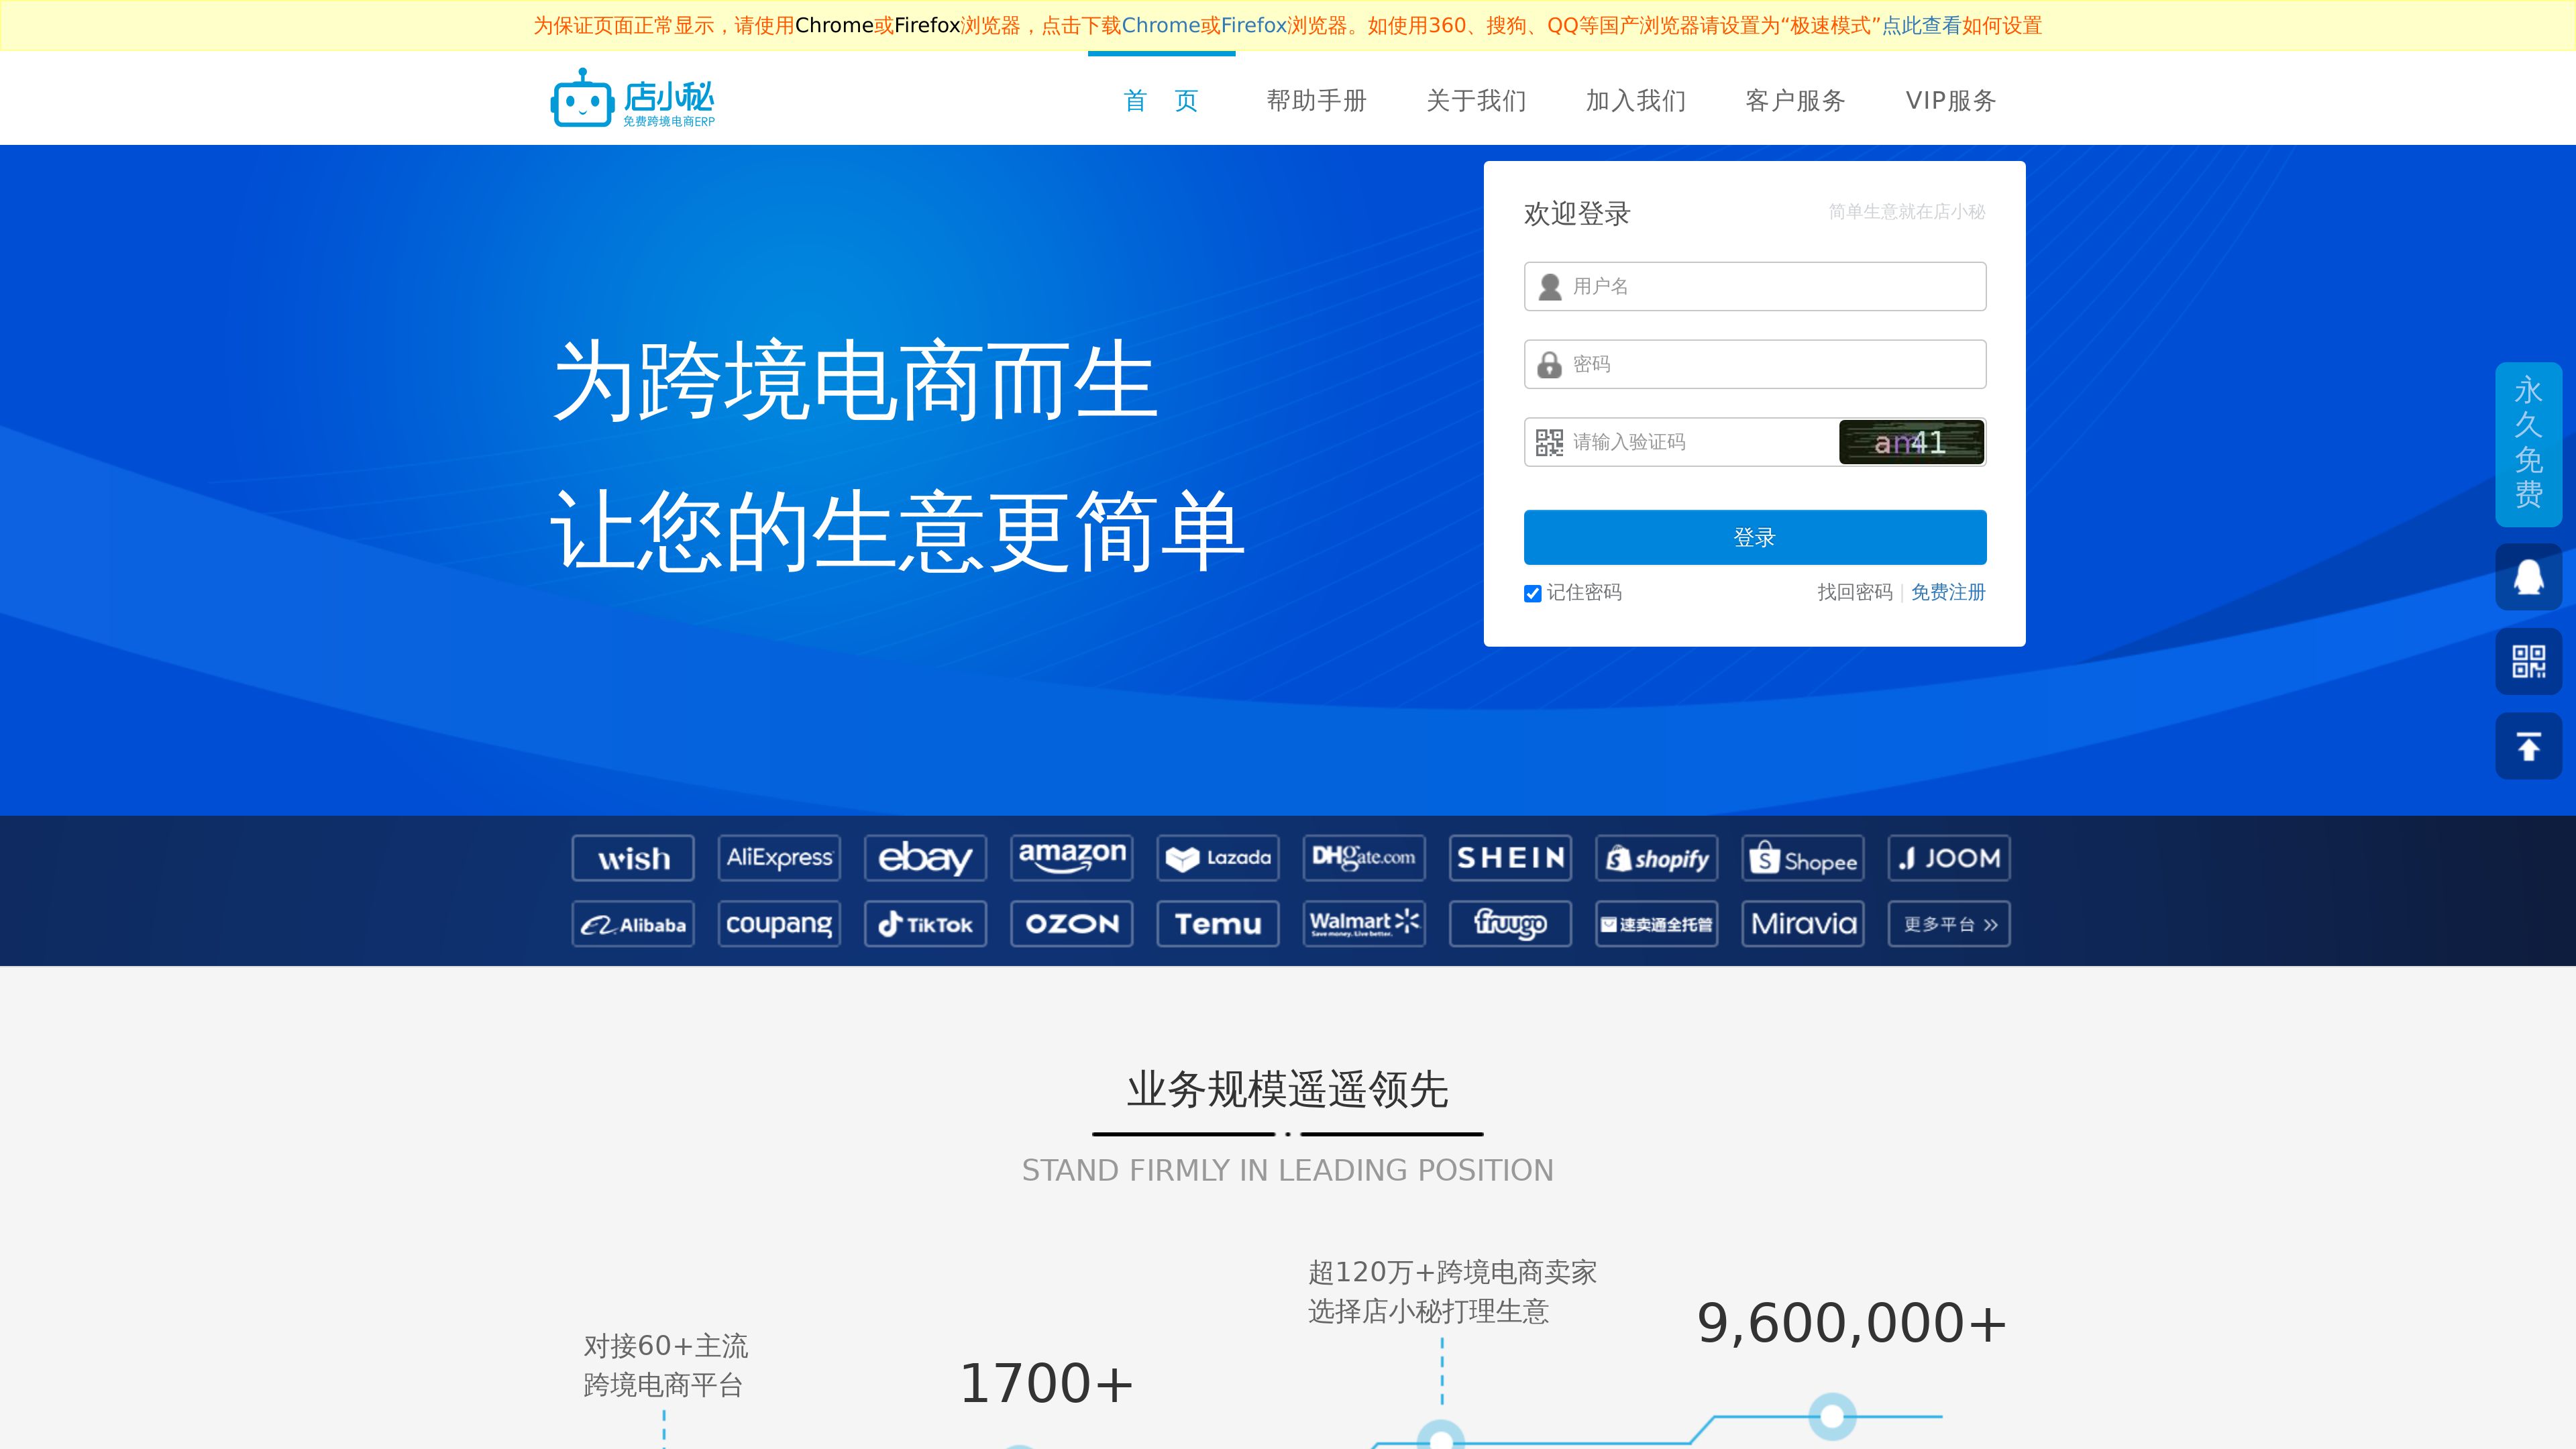 为保证页面正常显示，请使用Chrome或Firefox浏览器，点击下载Chrome或Firefox浏览器。如使用360、搜狗、QQ等国产浏览器请设置为“极速模式”点此查看如何设置
店小秘
免费跨境电商ERP
首 页 帮助手册 关于我们 加入我们 客户服务 VIP服务
欢迎登录 简单生意就在店小秘
用户名
密码
请输入验证码 am41
登录
记住密码 找回密码 | 免费注册
为跨境电商而生
让您的生意更简单
永
久
免
费
wish AliExpress ebay amazon Lazada DHgate.com SHEIN shopify Shopee JOOM
Alibaba coupang TikTok OZON Temu Walmart Save money. Live better. fruugo 速卖通全托管 Miravia 更多平台 >>
业务规模遥遥领先
STAND FIRMLY IN LEADING POSITION
超120万+跨境电商卖家
选择店小秘打理生意
9,600,000+
对接60+主流
跨境电商平台
1700+